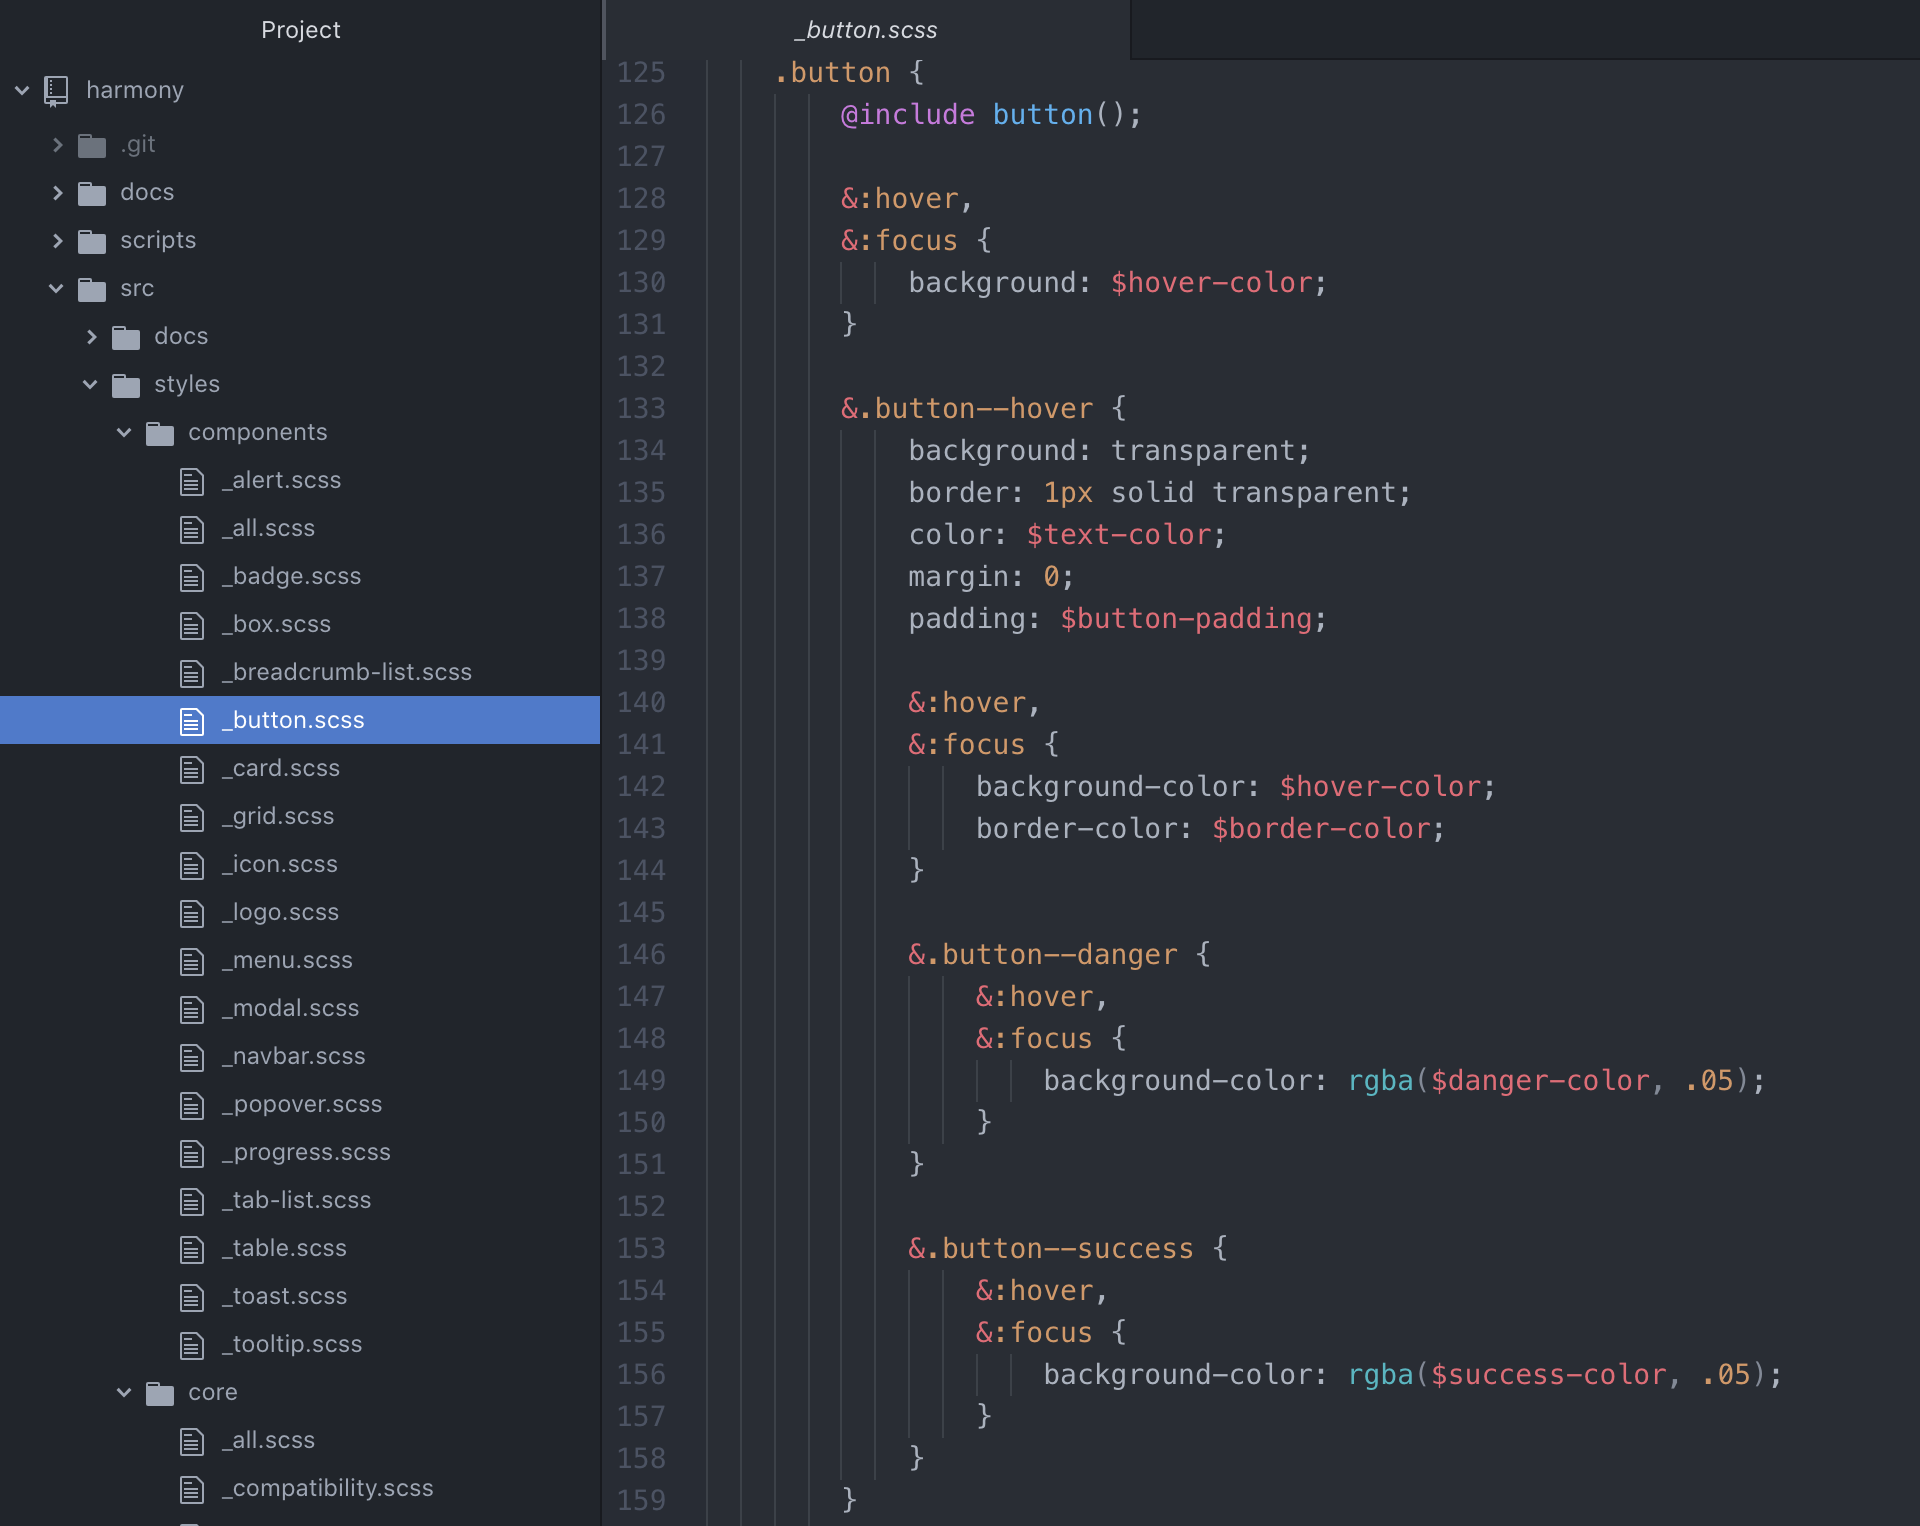 Project
harmony
.git
docs
scripts
src
docs
styles
components
_alert.scss
_all.scss
_badge.scss
_box.scss
_breadcrumb-list.scss
_button.scss
_card.scss
_grid.scss
_icon.scss
_logo.scss
_menu.scss
_modal.scss
_navbar.scss
_popover.scss
_progress.scss
_tab-list.scss
_table.scss
_toast.scss
_tooltip.scss
core
_all.scss
_compatibility.scss
_button.scss
125 .button {
126 @include button();
127
128 &:hover,
129 &:focus {
130 background: $hover-color;
131 }
132
133 &.button--hover {
134 background: transparent;
135 border: 1px solid transparent;
136 color: $text-color;
137 margin: 0;
138 padding: $button-padding;
139
140 &:hover,
141 &:focus {
142 background-color: $hover-color;
143 border-color: $border-color;
144 }
145
146 &.button--danger {
147 &:hover,
148 &:focus {
149 background-color: rgba($danger-color, .05);
150 }
151 }
152
153 &.button--success {
154 &:hover,
155 &:focus {
156 background-color: rgba($success-color, .05);
157 }
158 }
159 }